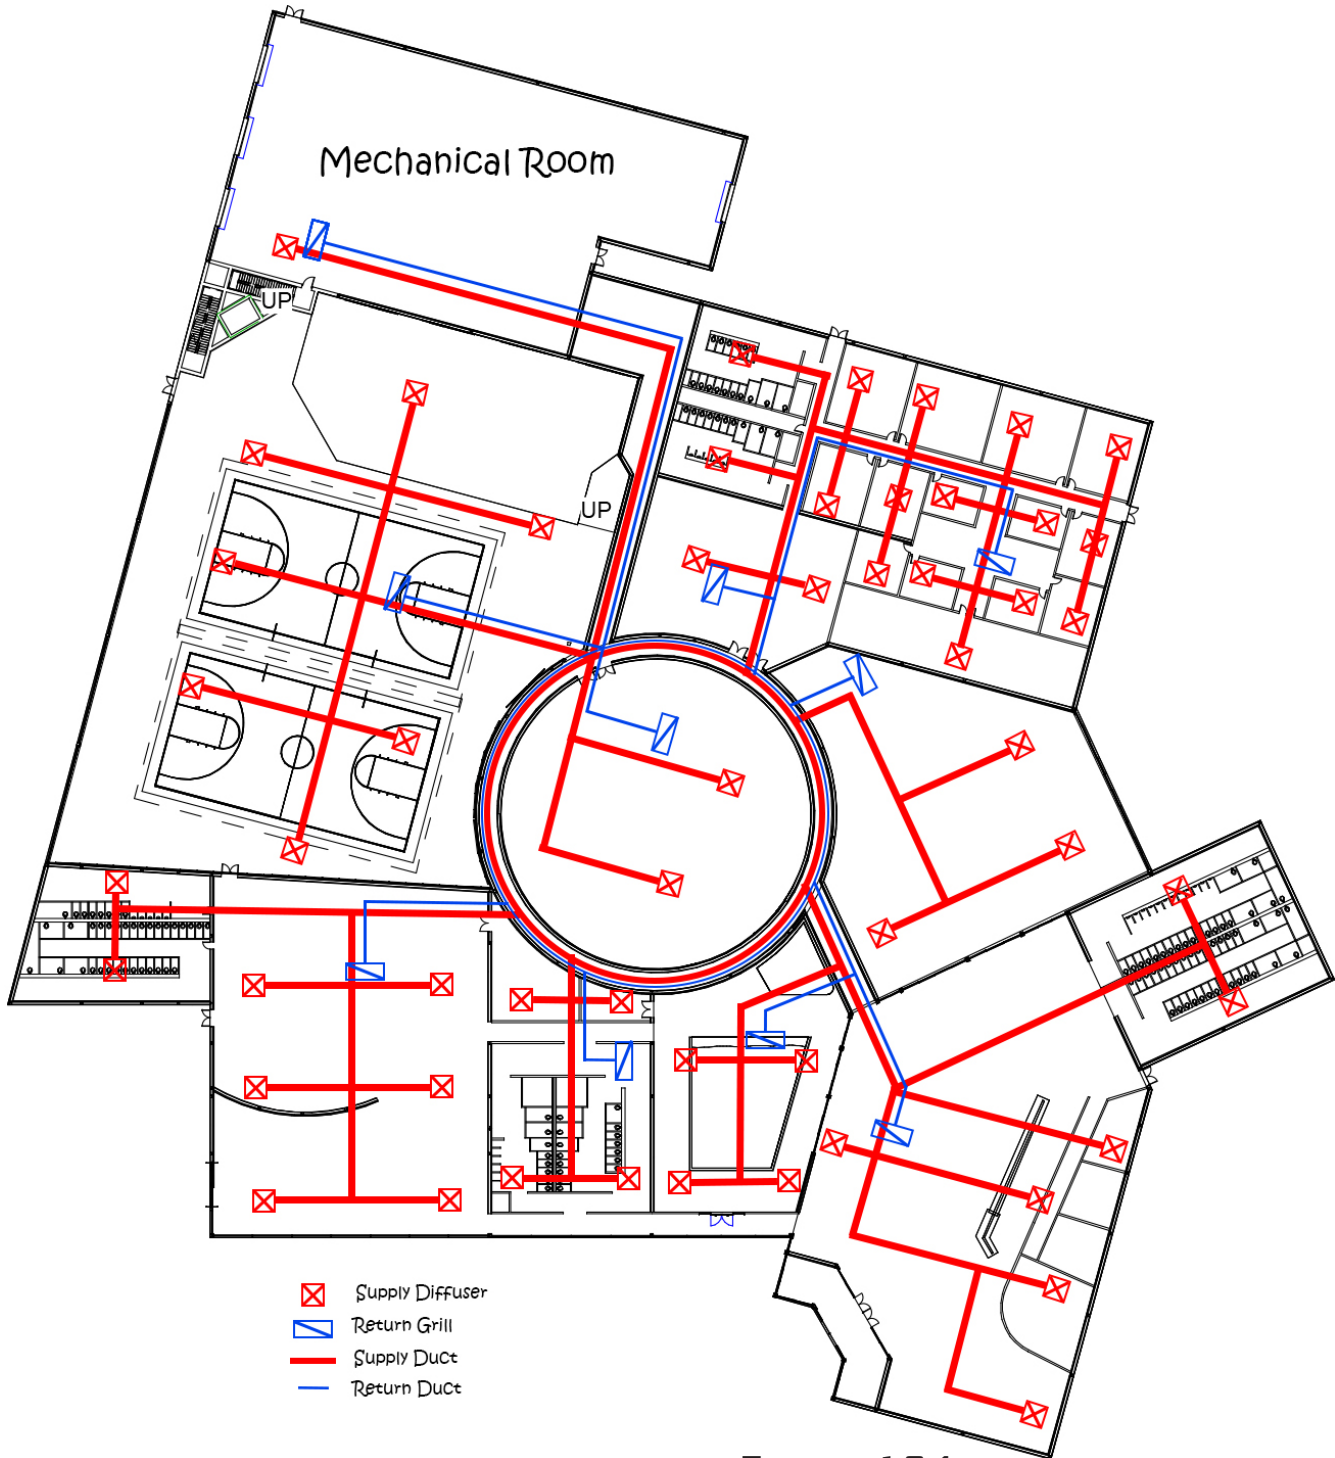 Mechanical Room
UP
UP
Supply Diffuser
Return Grill
Supply Duct
Return Duct